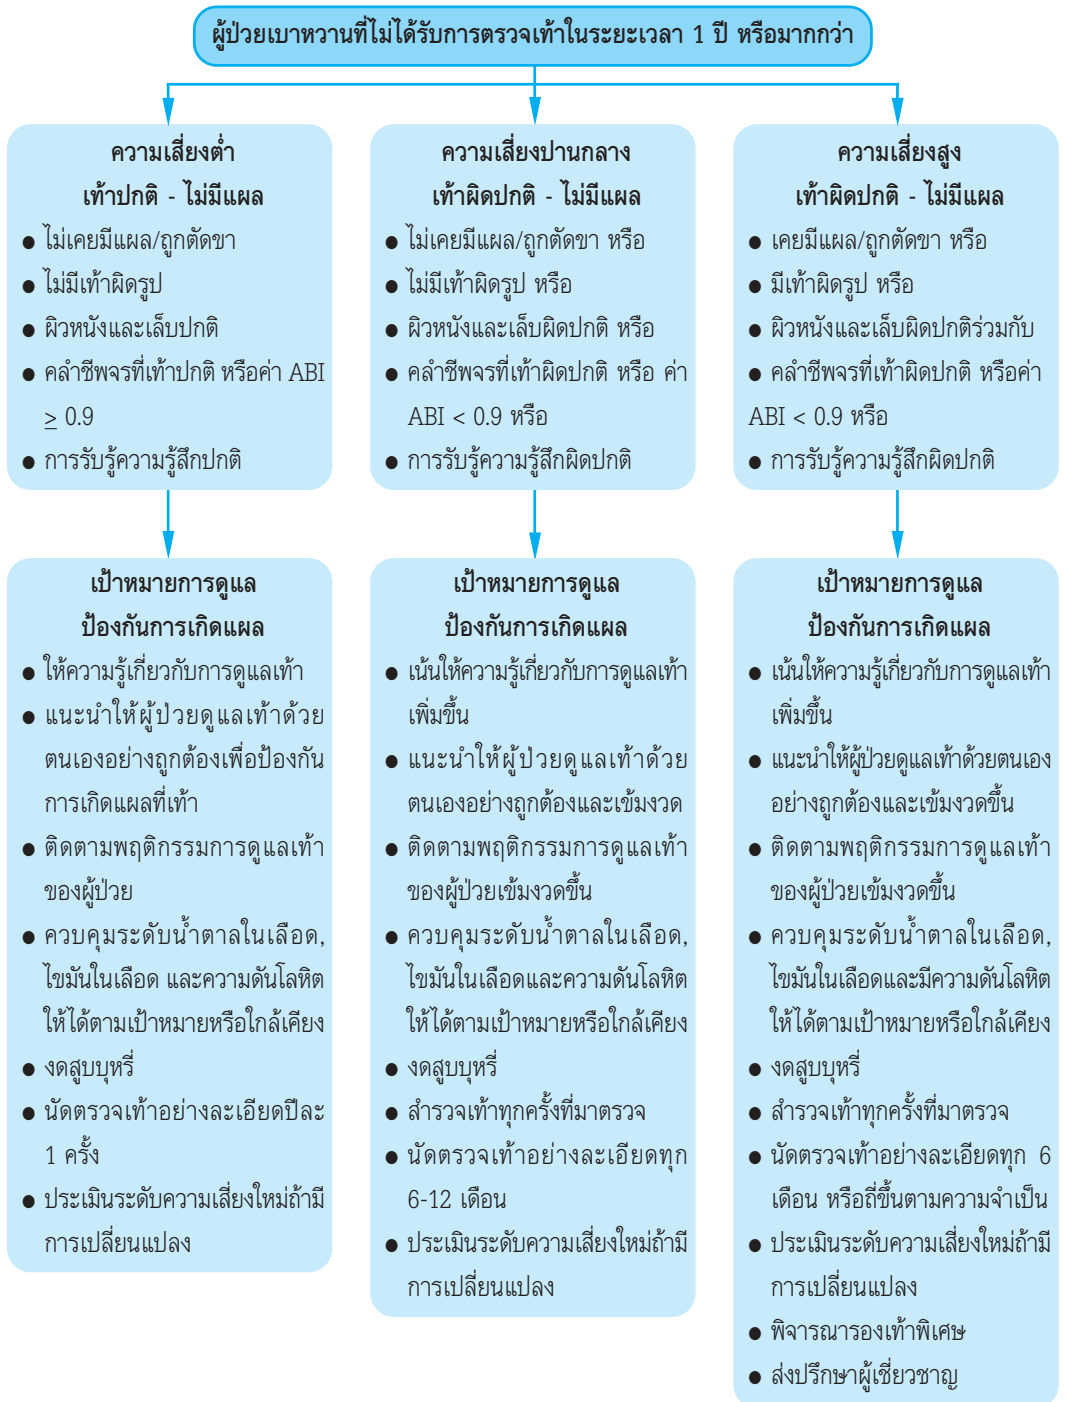 ผู้ป่วยเบาหวานที่ไม่ได้รับการตรวจเท้าในระยะเวลา 1 ปี หรือมากกว่า
ความเสี่ยงต่ำ
เท้าปกติ - ไม่มีแผล
● ไม่เคยมีแผล/ถูกตัดขา
● ไม่มีเท้าผิดรูป
● ผิวหนังและเล็บปกติ
● คลำชีพจรที่เท้าปกติ หรือค่า ABI
≥ 0.9
● การรับรู้ความรู้สึกปกติ
ความเสี่ยงปานกลาง
เท้าผิดปกติ - ไม่มีแผล
● ไม่เคยมีแผล/ถูกตัดขา หรือ
● ไม่มีเท้าผิดรูป หรือ
● ผิวหนังและเล็บผิดปกติ หรือ
● คลำชีพจรที่เท้าผิดปกติ หรือ ค่า
ABI < 0.9 หรือ
● การรับรู้ความรู้สึกผิดปกติ
ความเสี่ยงสูง
เท้าผิดปกติ - ไม่มีแผล
● เคยมีแผล/ถูกตัดขา หรือ
● มีเท้าผิดรูป หรือ
● ผิวหนังและเล็บผิดปกติร่วมกับ
● คลำชีพจรที่เท้าผิดปกติ หรือค่า
ABI < 0.9 หรือ
● การรับรู้ความรู้สึกผิดปกติ
เป้าหมายการดูแล
ป้องกันการเกิดแผล
● ให้ความรู้เกี่ยวกับการดูแลเท้า
● แนะนำให้ผู้ป่วยดูแลเท้าด้วย
ตนเองอย่างถูกต้องเพื่อป้องกัน
การเกิดแผลที่เท้า
● ติดตามพฤติกรรมการดูแลเท้า
ของผู้ป่วย
● ควบคุมระดับน้ำตาลในเลือด,
ไขมันในเลือด และความดันโลหิต
ให้ได้ตามเป้าหมายหรือใกล้เคียง
● งดสูบบุหรี่
● นัดตรวจเท้าอย่างละเอียดปีละ
1 ครั้ง
● ประเมินระดับความเสี่ยงใหม่ถ้ามี
การเปลี่ยนแปลง
เป้าหมายการดูแล
ป้องกันการเกิดแผล
● เน้นให้ความรู้เกี่ยวกับการดูแลเท้า
เพิ่มขึ้น
● แนะนำให้ผู้ป่วยดูแลเท้าด้วย
ตนเองอย่างถูกต้องและเข้มงวด
● ติดตามพฤติกรรมการดูแลเท้า
ของผู้ป่วยเข้มงวดขึ้น
● ควบคุมระดับน้ำตาลในเลือด,
ไขมันในเลือดและความดันโลหิต
ให้ได้ตามเป้าหมายหรือใกล้เคียง
● งดสูบบุหรี่
● สำรวจเท้าทุกครั้งที่มาตรวจ
● นัดตรวจเท้าอย่างละเอียดทุก
6-12 เดือน
● ประเมินระดับความเสี่ยงใหม่ถ้ามี
การเปลี่ยนแปลง
เป้าหมายการดูแล
ป้องกันการเกิดแผล
● เน้นให้ความรู้เกี่ยวกับการดูแลเท้า
เพิ่มขึ้น
● แนะนำให้ผู้ป่วยดูแลเท้าด้วยตนเอง
อย่างถูกต้องและเข้มงวดขึ้น
● ติดตามพฤติกรรมการดูแลเท้า
ของผู้ป่วยเข้มงวดขึ้น
● ควบคุมระดับน้ำตาลในเลือด,
ไขมันในเลือดและมีความดันโลหิต
ให้ได้ตามเป้าหมายหรือใกล้เคียง
● งดสูบบุหรี่
● สำรวจเท้าทุกครั้งที่มาตรวจ
● นัดตรวจเท้าอย่างละเอียดทุก 6
เดือน หรือถี่ขึ้นตามความจำเป็น
● ประเมินระดับความเสี่ยงใหม่ถ้ามี
การเปลี่ยนแปลง
● พิจารณารองเท้าพิเศษ
● ส่งปรึกษาผู้เชี่ยวชาญ